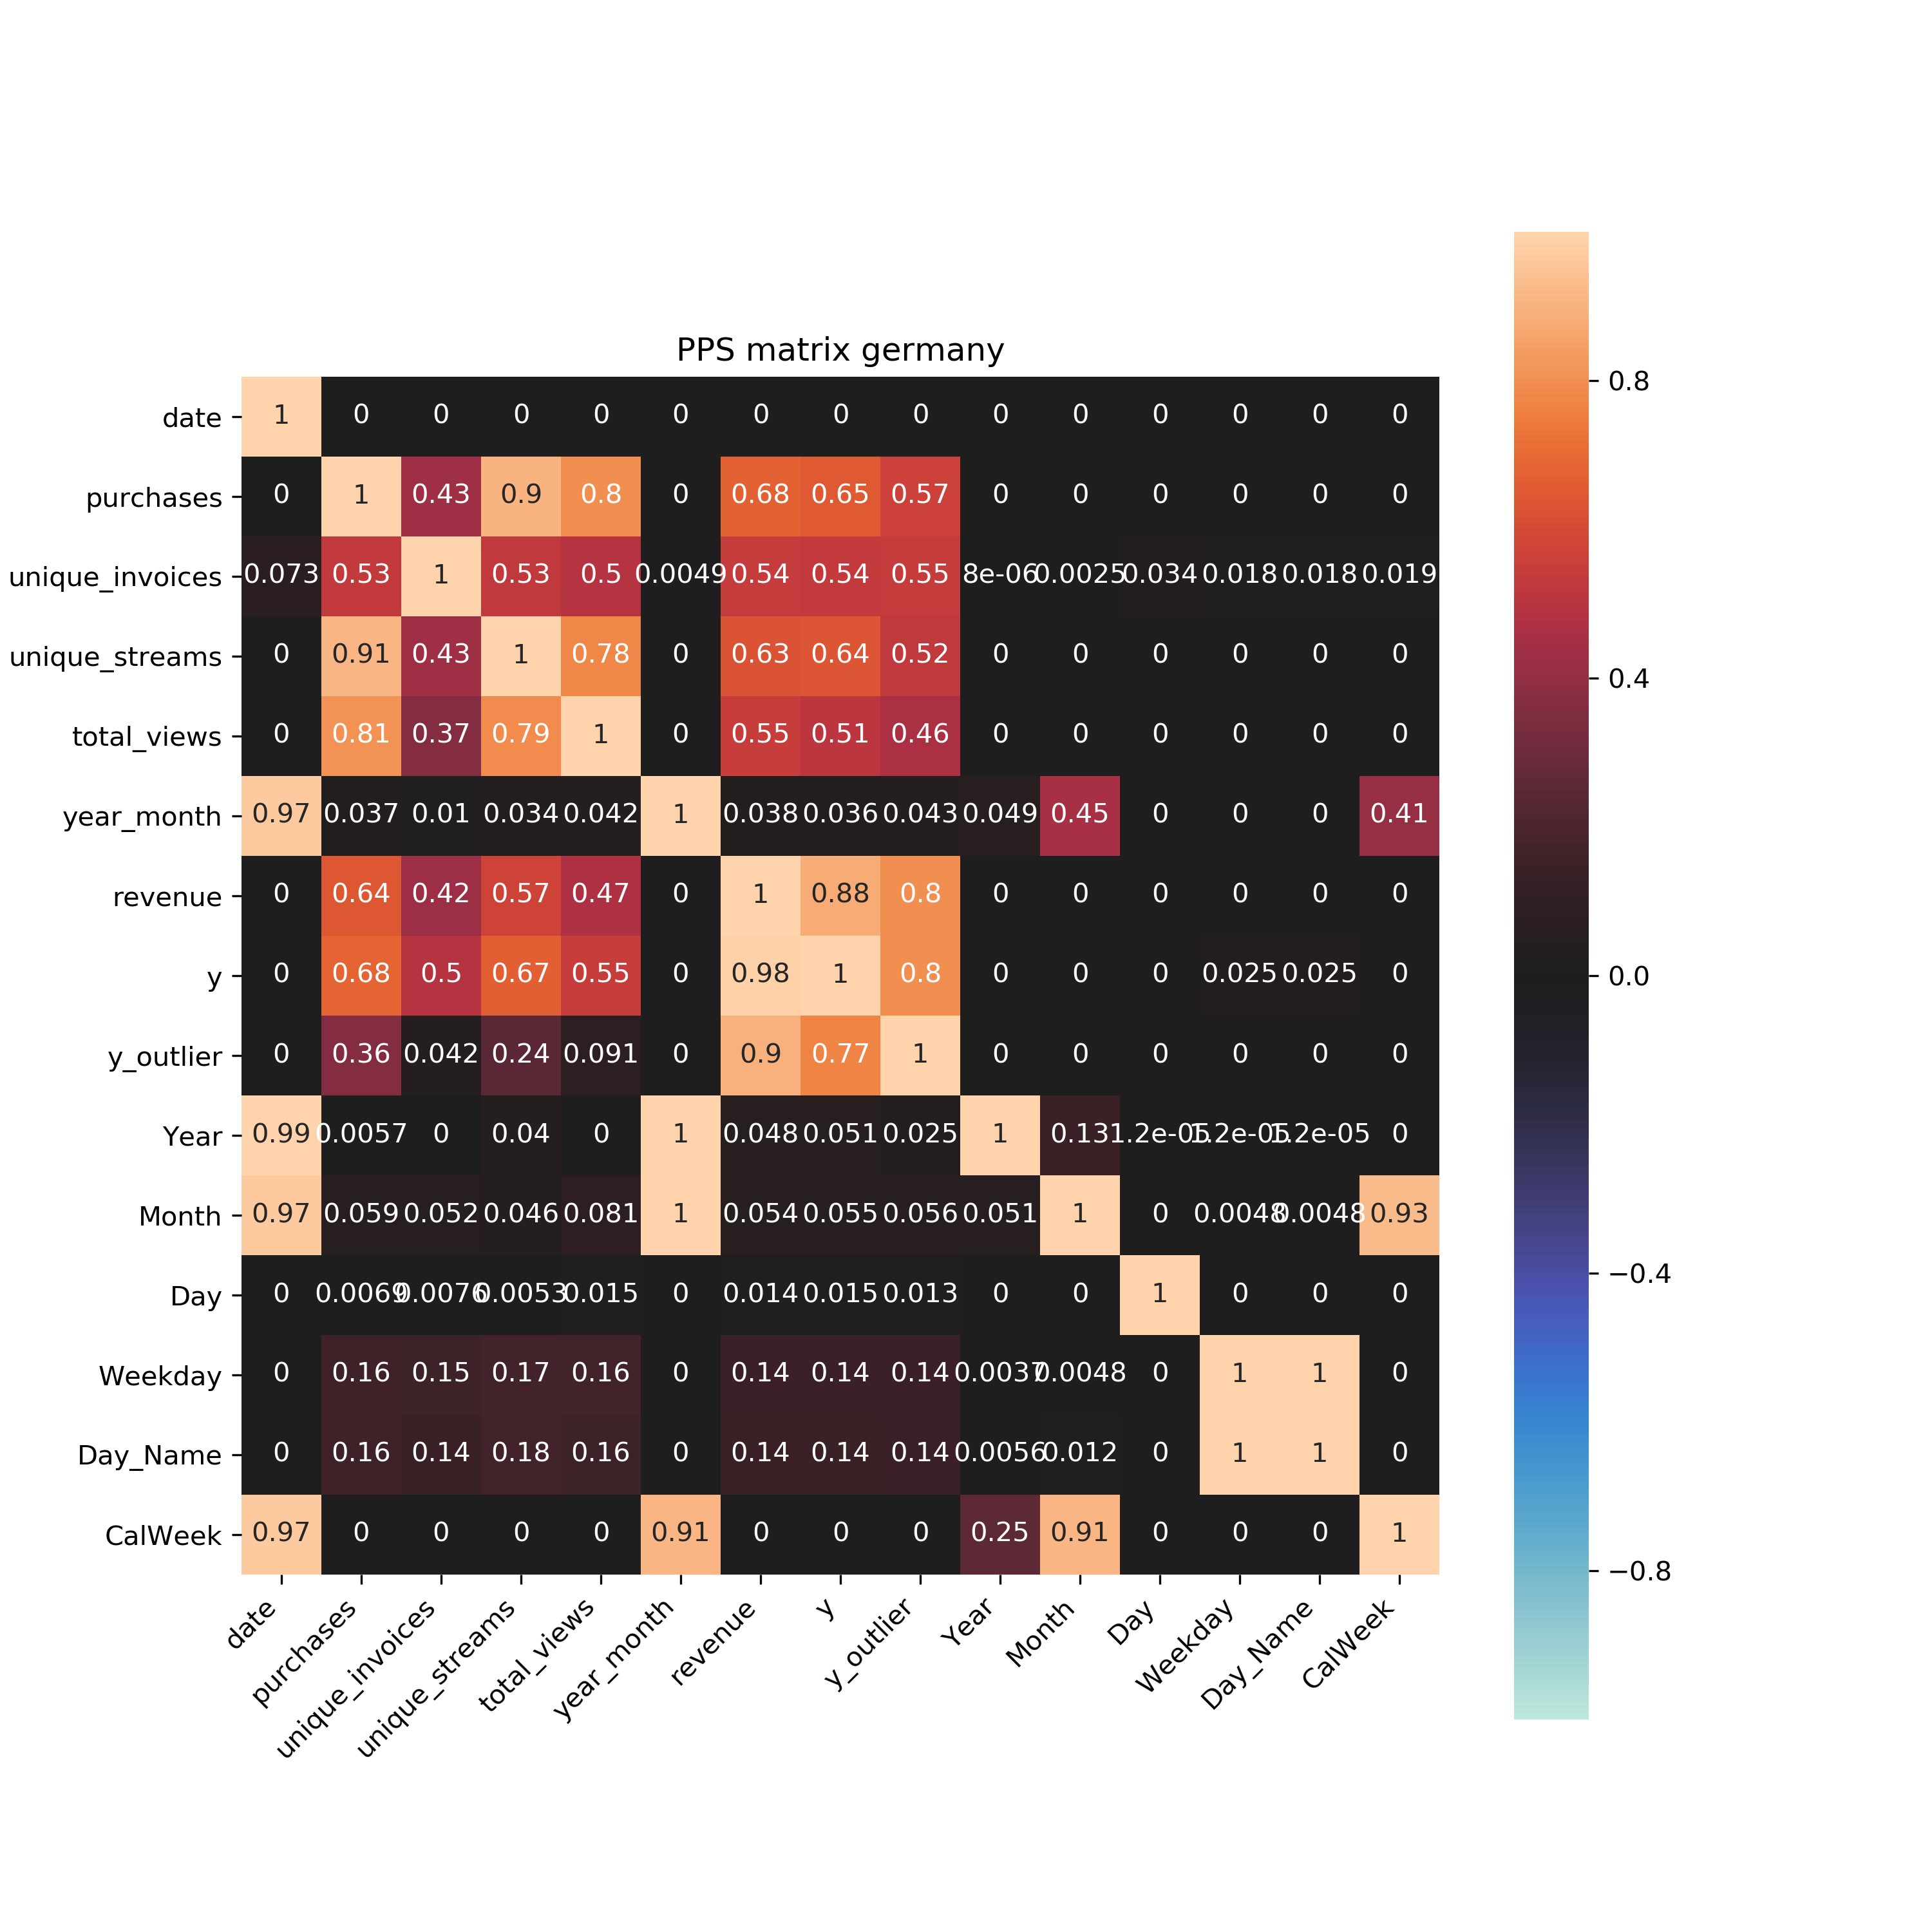 PPS matrix germany
date 1 0 0 0 0 0 0 0 0 0 0 0 0 0 0
purchases 0 1 0.43 0.9 0.8 0 0.68 0.65 0.57 0 0 0 0 0 0
unique_invoices 0.073 0.53 1 0.53 0.5 0.0049 0.54 0.54 0.55 8e-06 0.0025 0.034 0.018 0.018 0.019
unique_streams 0 0.91 0.43 1 0.78 0 0.63 0.64 0.52 0 0 0 0 0 0
total_views 0 0.81 0.37 0.79 1 0 0.55 0.51 0.46 0 0 0 0 0 0
year_month 0.97 0.037 0.01 0.034 0.042 1 0.038 0.036 0.043 0.049 0.45 0 0 0 0.41
revenue 0 0.64 0.42 0.57 0.47 0 1 0.88 0.8 0 0 0 0 0 0
y 0 0.68 0.5 0.67 0.55 0 0.98 1 0.8 0 0 0 0.025 0.025 0
y_outlier 0 0.36 0.042 0.24 0.091 0 0.9 0.77 1 0 0 0 0 0 0
Year 0.99 0.0057 0 0.04 0 1 0.048 0.051 0.025 1 0.13 1.2e-05 1.2e-05 1.2e-05 0
Month 0.97 0.059 0.052 0.046 0.081 1 0.054 0.055 0.056 0.051 1 0 0.0048 0.0048 0.93
Day 0 0.0069 0.0076 0.0053 0.015 0 0.014 0.015 0.013 0 0 1 0 0 0
Weekday 0 0.16 0.15 0.17 0.16 0 0.14 0.14 0.14 0.0037 0.0048 0 1 1 0
Day_Name 0 0.16 0.14 0.18 0.16 0 0.14 0.14 0.14 0.0056 0.012 0 1 1 0
CalWeek 0.97 0 0 0 0 0.91 0 0 0 0.25 0.91 0 0 0 1
date purchases unique_invoices unique_streams total_views year_month revenue y y_outlier Year Month Day Weekday Day_Name CalWeek
0.8
0.4
0.0
−0.4
−0.8